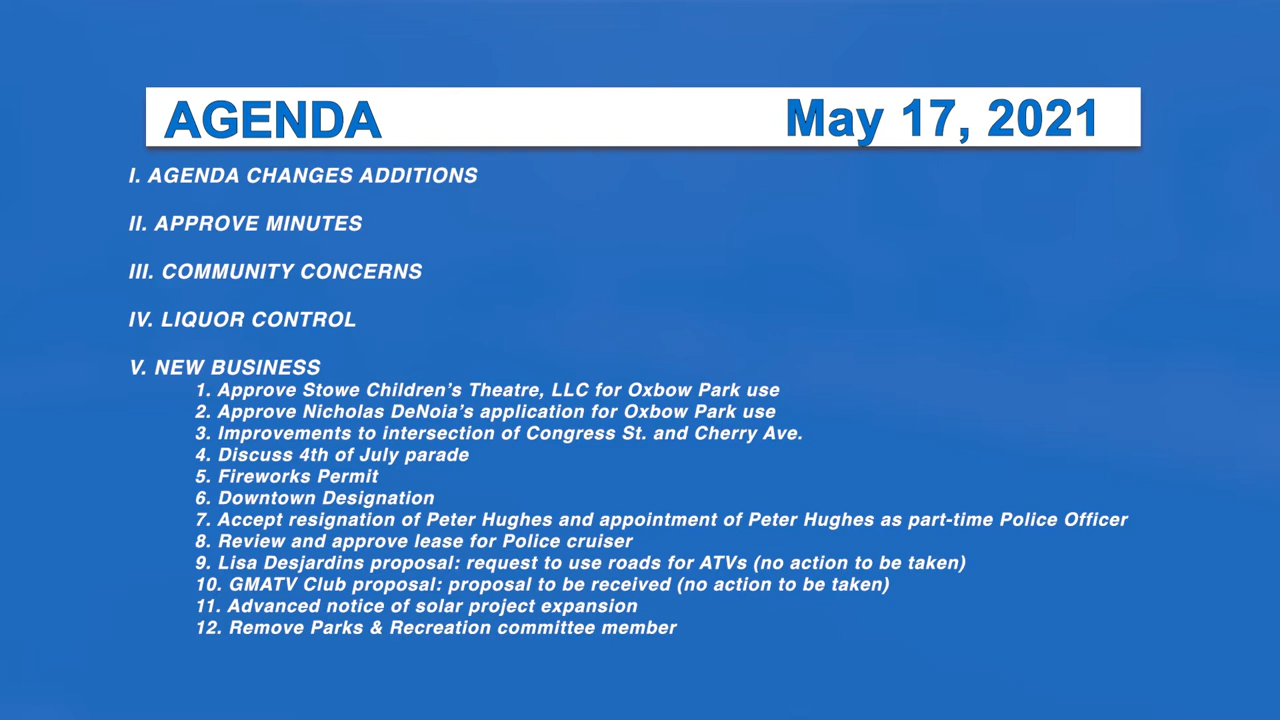 AGENDA May 17, 2021
I. AGENDA CHANGES ADDITIONS
II. APPROVE MINUTES
III. COMMUNITY CONCERNS
IV. LIQUOR CONTROL
V. NEW BUSINESS
1. Approve Stowe Children’s Theatre, LLC for Oxbow Park use
2. Approve Nicholas DeNoia’s application for Oxbow Park use
3. Improvements to intersection of Congress St. and Cherry Ave.
4. Discuss 4th of July parade
5. Fireworks Permit
6. Downtown Designation
7. Accept resignation of Peter Hughes and appointment of Peter Hughes as part-time Police Officer
8. Review and approve lease for Police cruiser
9. Lisa Desjardins proposal: request to use roads for ATVs (no action to be taken)
10. GMATV Club proposal: proposal to be received (no action to be taken)
11. Advanced notice of solar project expansion
12. Remove Parks & Recreation committee member